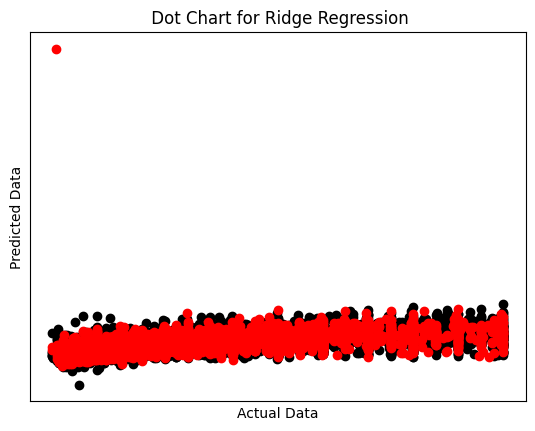 Dot Chart for Ridge Regression
Predicted Data
Actual Data